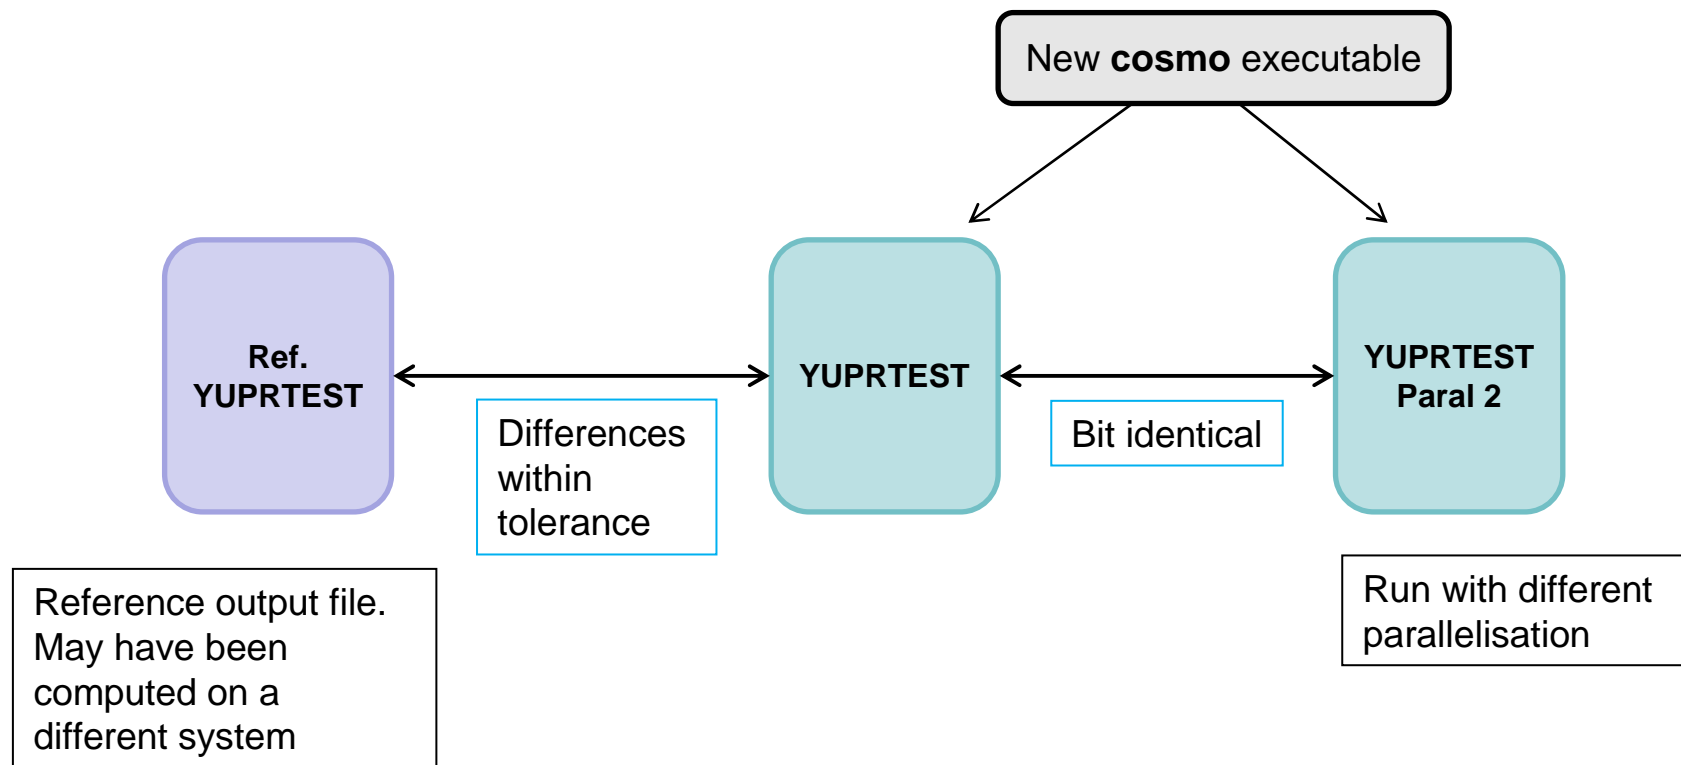 New cosmo executable
Ref.
YUPRTEST
YUPRTEST
YUPRTEST
Paral 2
Differences
within
tolerance
Bit identical
Reference output file.
May have been
computed on a
different system
Run with different
parallelisation